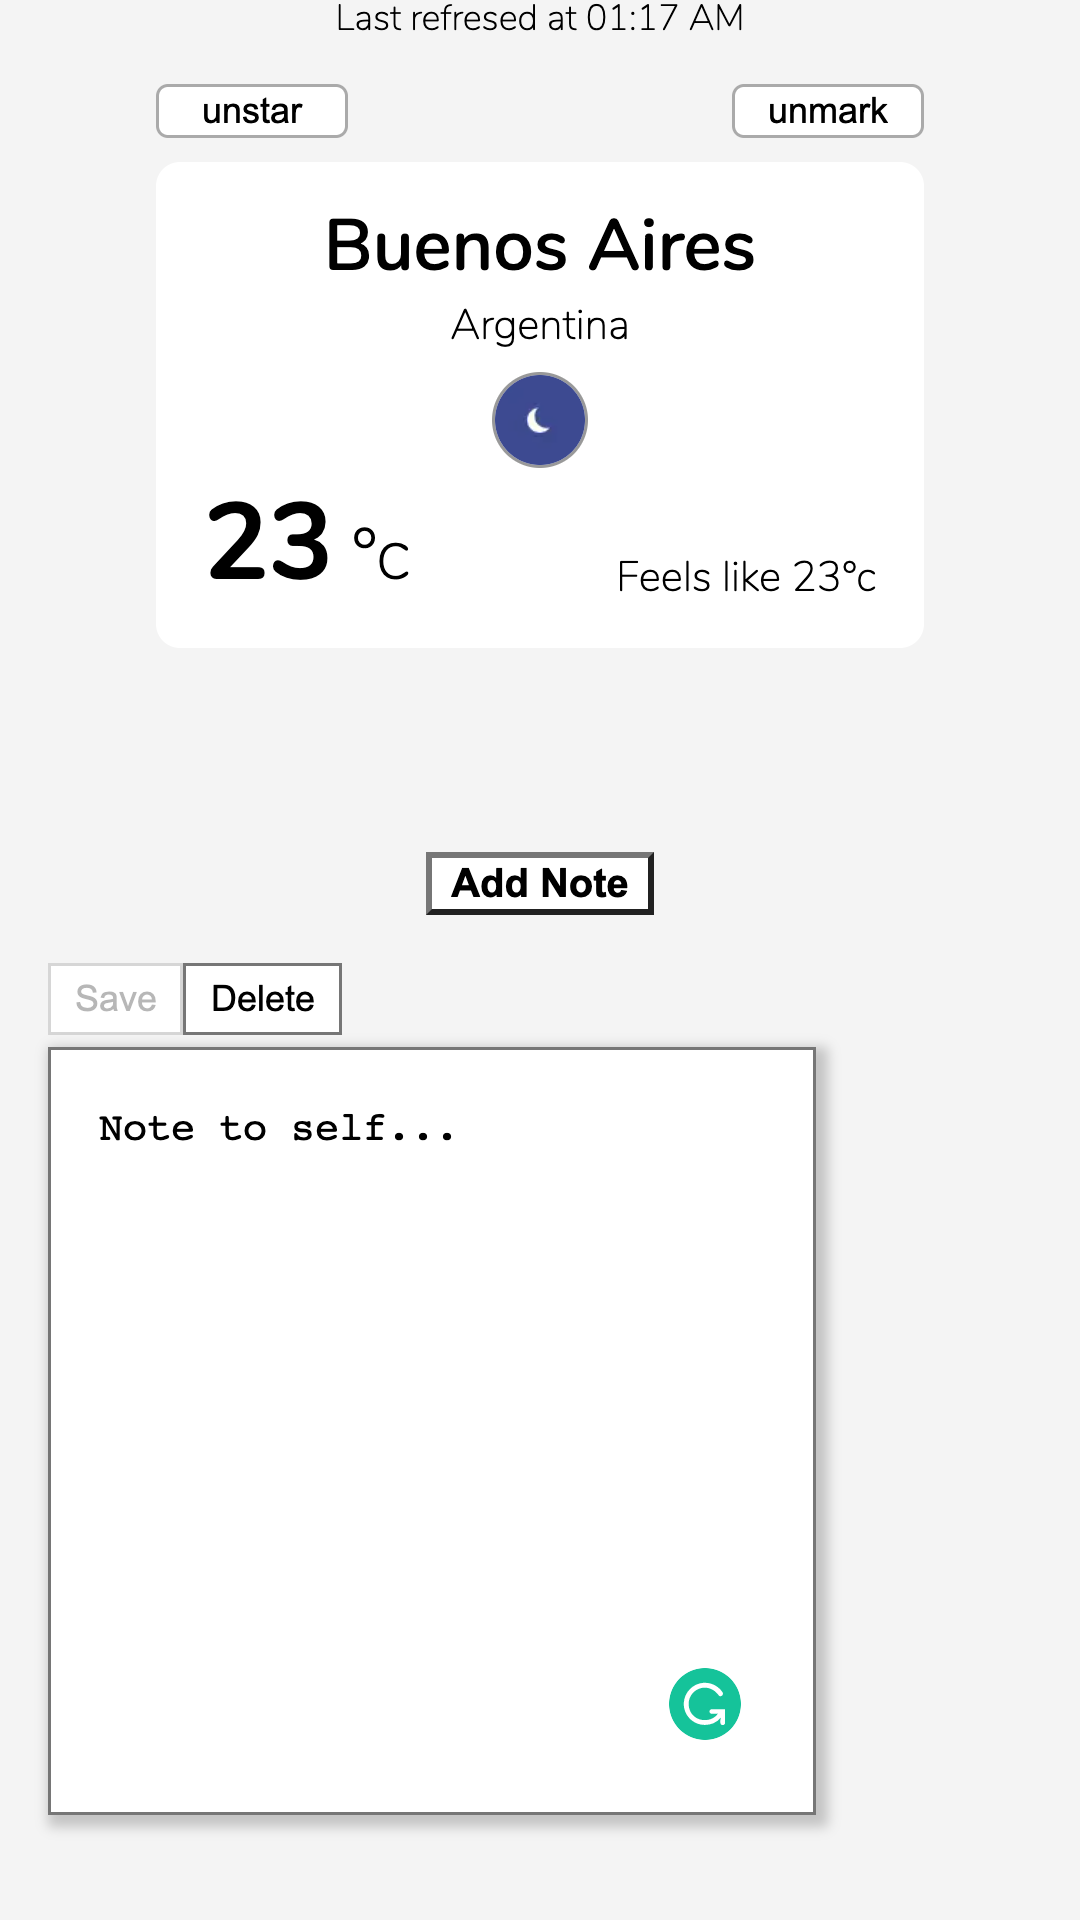 Last refresed at 01:17 AM
unstar
unmark
Buenos Aires
Argentina
23 °C
Feels like 23°c
Add Note
Save
Delete
Note to self...